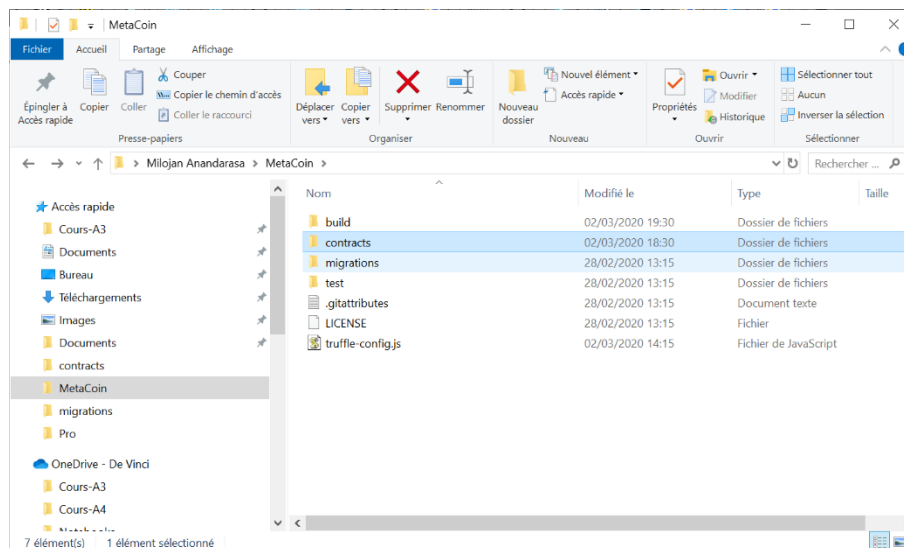 MetaCoin
Fichier Accueil Partage Affichage
Épingler à Accès rapide
Copier
Coller
Couper
Copier le chemin d'accès
Coller le raccourci
Presse-papiers
Déplacer vers
Copier vers
Supprimer
Renommer
Organiser
Nouveau dossier
Nouvel élément
Accès rapide
Nouveau
Propriétés
Ouvrir
Modifier
Historique
Ouvrir
Sélectionner tout
Aucun
Inverser la sélection
Sélectionner
Milojan Anandarasa > MetaCoin >
Rechercher ...
Accès rapide
Cours-A3
Documents
Bureau
Téléchargements
Images
Documents
contracts
MetaCoin
migrations
Pro
OneDrive - De Vinci
Cours-A3
Cours-A4
Nom Modifié le Type Taille
build 02/03/2020 19:30 Dossier de fichiers
contracts 02/03/2020 18:30 Dossier de fichiers
migrations 28/02/2020 13:15 Dossier de fichiers
test 28/02/2020 13:15 Dossier de fichiers
.gitattributes 28/02/2020 13:15 Document texte
LICENSE 28/02/2020 13:15 Fichier
truffle-config.js 02/03/2020 14:15 Fichier de JavaScript
7 élément(s) 1 élément sélectionné